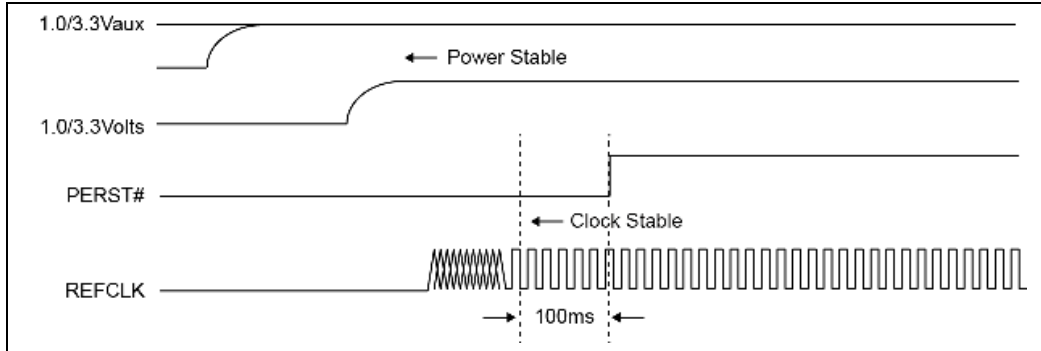 1.0/3.3Vaux
Power Stable
1.0/3.3Volts
PERST#
Clock Stable
REFCLK
100ms